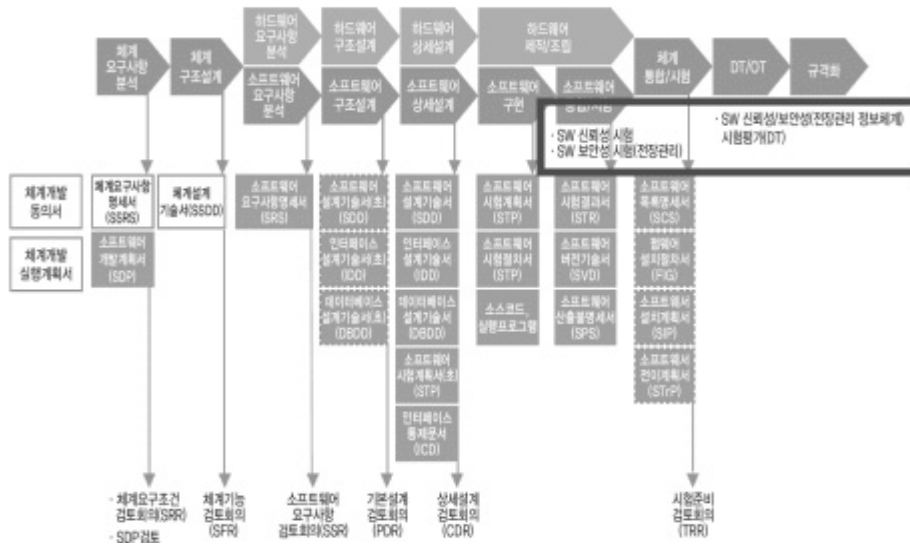 하드웨어
요구사항
분석
하드웨어
구조설계
하드웨어
상세설계
하드웨어
제작/조립
체계
요구사항
분석
체계
구조설계
소프트웨어
요구사항
분석
소프트웨어
구조설계
소프트웨어
상세설계
소프트웨어
구현
소프트웨어
체계
통합/시험
DT/OT
규격화
· SW 신뢰성 시험
· SW 보안성 시험(전장관리)
· SW 신뢰성/보안성(전장관리 정보체계)
시험평가(DT)
체계개발
동의서
체계요구사항
명세서
(SSRS)
체계설계
기술서(SSDD)
소프트웨어
요구사항명세서
(SRS)
소프트웨어
설계기술서(초)
(SDD)
소프트웨어
설계기술서
(SDD)
소프트웨어
시험계획서
(STP)
소프트웨어
시험결과서
(STR)
소프트웨어
목록명세서
(SCS)
체계개발
실행계획서
소프트웨어
개발계획서
(SDP)
인터페이스
설계기술서(초)
(IDD)
인터페이스
설계기술서
(IDD)
소프트웨어
시험절차서
(STP)
소프트웨어
버전기술서
(SVD)
펌웨어
설치절차서
(FIG)
데이터베이스
설계기술서(초)
(DBDD)
데이터베이스
설계기술서
(DBDD)
소스코드,
실행프로그램
소프트웨어
산출물명세서
(SPS)
소프트웨서
설치계획서
(SIP)
소프트웨어
시험계획서(초)
(STP)
소프트웨서
전이계획서
(STrP)
인터페이스
통제문서
(ICD)
· 체계요구조건
검토회의(SRR)
· SDP검토
체계기능
검토회의
(SFR)
소프트웨어
요구사항
검토회의(SSR)
기본설계
검토회의
(PDR)
상세설계
검토회의
(CDR)
시험준비
검토회의
(TRR)